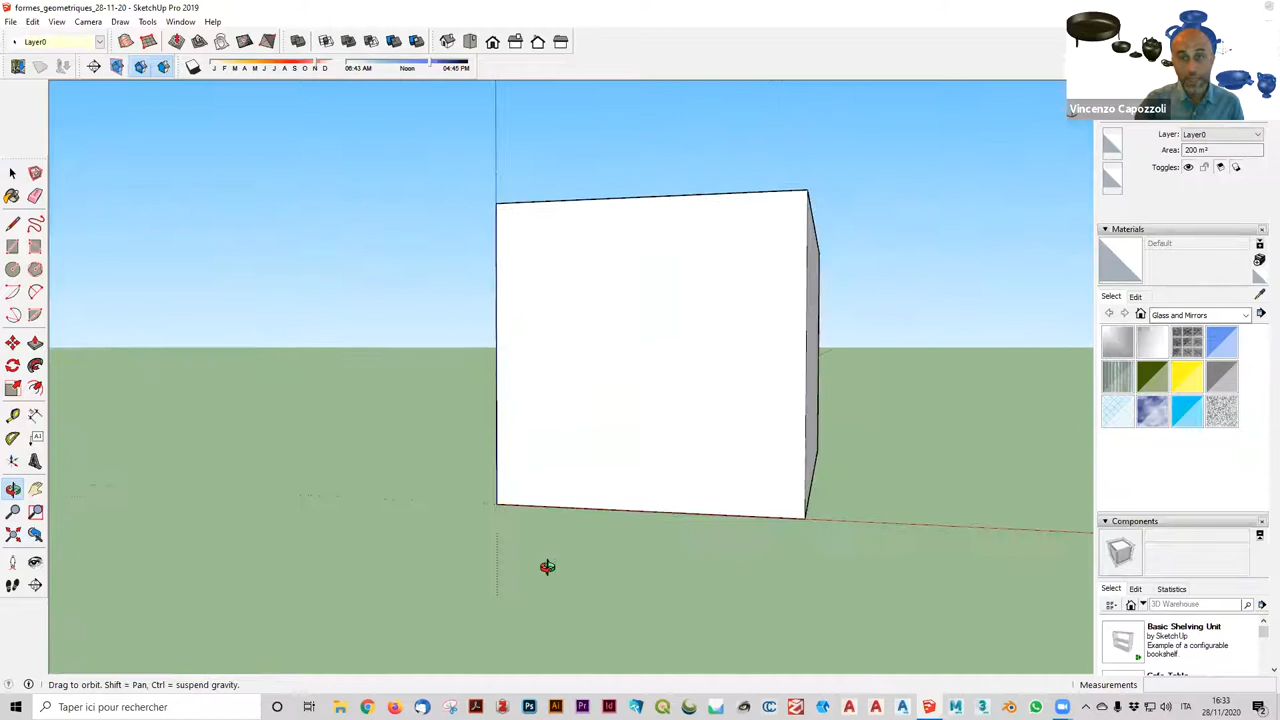 formes_geometriques_28-11-20 - SketchUp Pro 2019
File Edit View Camera Draw Tools Window Help
Layer0
J F M A M J J A S O N D
06:43 AM Noon 04:45 PM
Vincenzo Capozzoli
Layer: Layer0
Area: 200 m²
Toggles:
Materials
Default
Select Edit
Glass and Mirrors
Components
Select Edit Statistics
3D Warehouse
Basic Shelving Unit
by SketchUp
Example of a configurable
bookshelf.
Drag to orbit. Shift = Pan, Ctrl = suspend gravity.
Measurements
Taper ici pour rechercher
ITA
16:33
28/11/2020